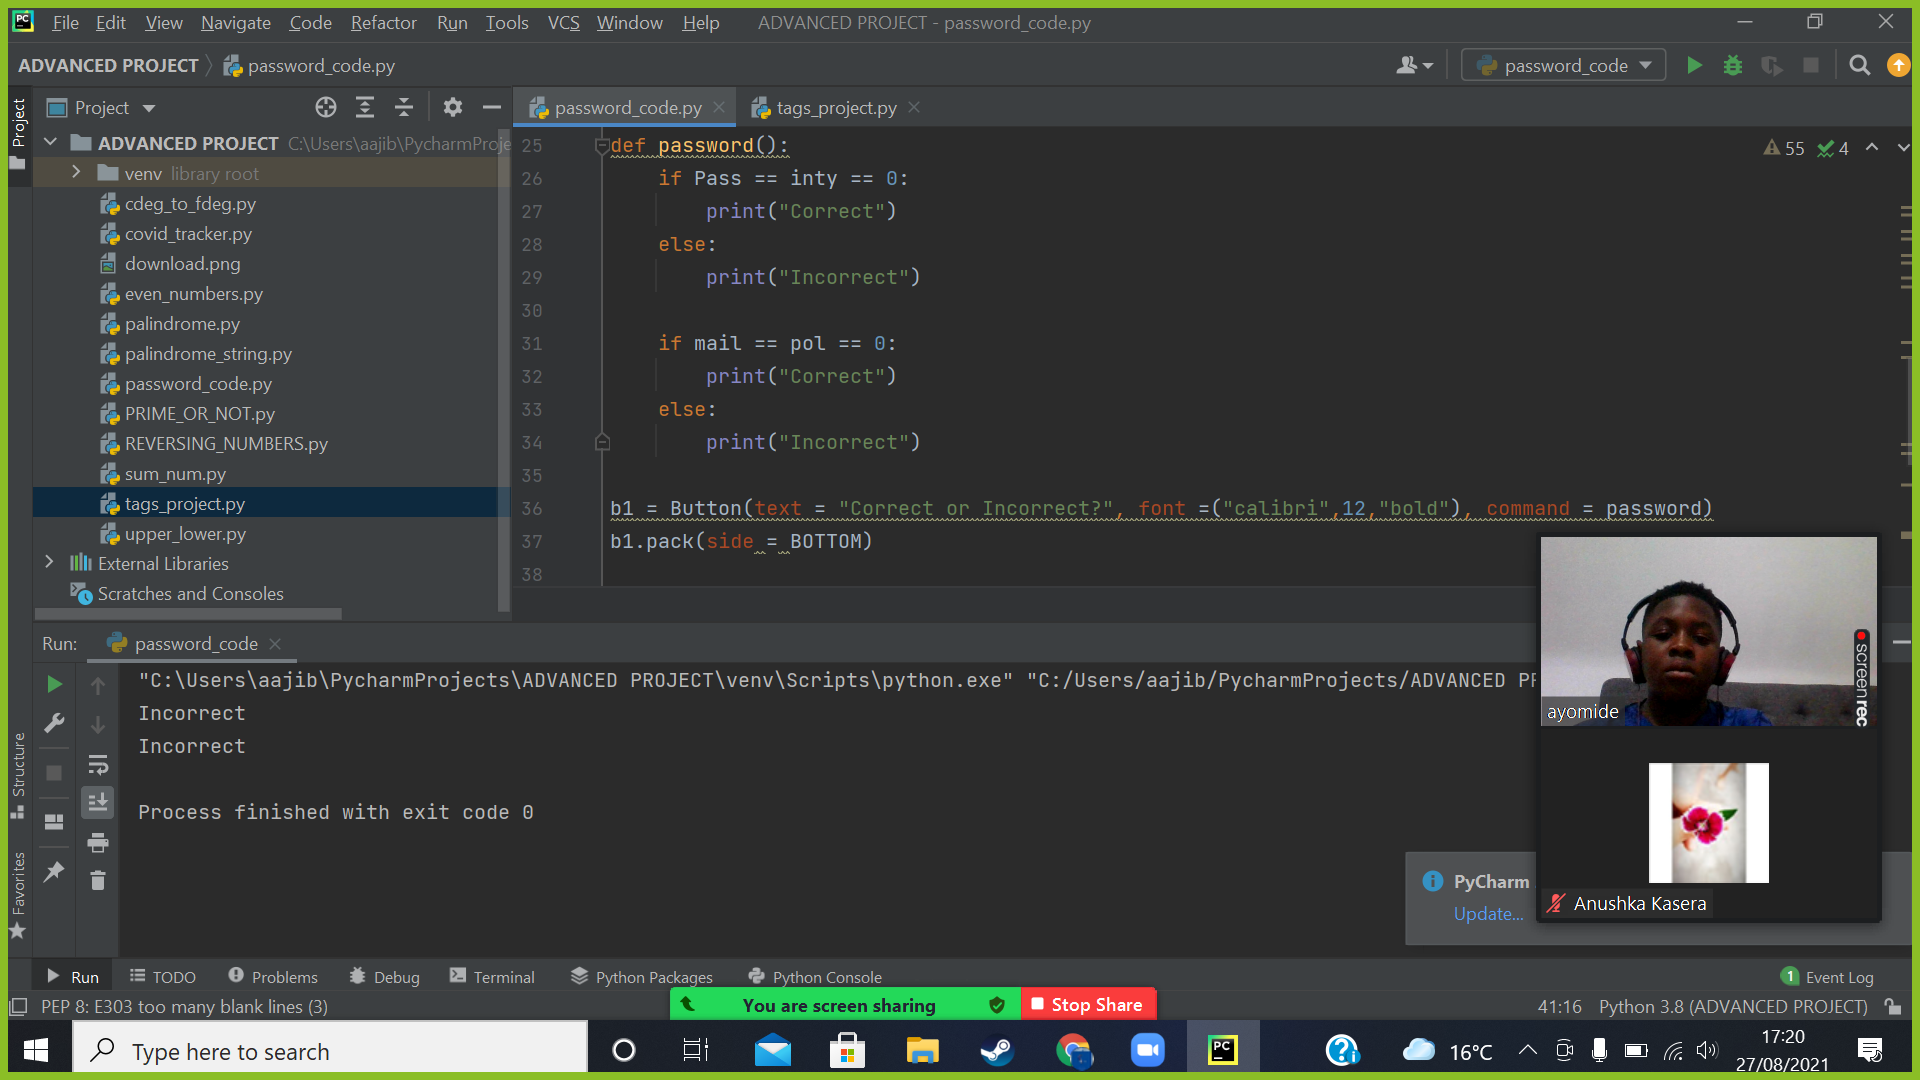 PC File Edit View Navigate Code Refactor Run Tools VCS Window Help ADVANCED PROJECT - password_code.py
ADVANCED PROJECT password_code.py password_code
Project
Project
password_code.py tags_project.py
ADVANCED PROJECT C:\Users\aajib\PycharmProje
venv library root
cdeg_to_fdeg.py
covid_tracker.py
download.png
even_numbers.py
palindrome.py
palindrome_string.py
password_code.py
PRIME_OR_NOT.py
REVERSING_NUMBERS.py
sum_num.py
tags_project.py
upper_lower.py
External Libraries
Scratches and Consoles
55 4
25 def password():
26 if Pass == inty == 0:
27 print("Correct")
28 else:
29 print("Incorrect")
30
31 if mail == pol == 0:
32 print("Correct")
33 else:
34 print("Incorrect")
35
36 b1 = Button(text = "Correct or Incorrect?", font =("calibri",12,"bold"), command = password)
37 b1.pack(side = BOTTOM)
38
Run: password_code
"C:\Users\aajib\PycharmProjects\ADVANCED PROJECT\venv\Scripts\python.exe" "C:/Users/aajib/PycharmProjects/ADVANCED PR
Incorrect
Incorrect
Process finished with exit code 0
Structure
Favorites
ayomide
screenrec
Anushka Kasera
PyCharm
Update...
Run TODO Problems Debug Terminal Python Packages Python Console 1 Event Log
PEP 8: E303 too many blank lines (3) 41:16 Python 3.8 (ADVANCED PROJECT)
You are screen sharing Stop Share
Type here to search PC 16°C 17:20
27/08/2021